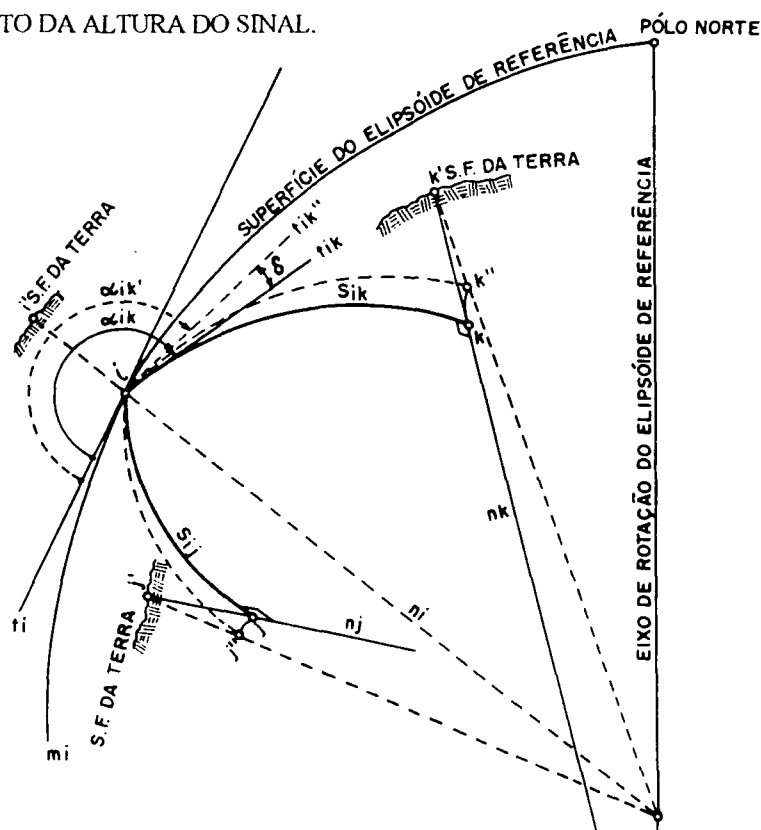 TO DA ALTURA DO SINAL.
PÓLO NORTE
SUPERFÍCIE DO ELIPSÓIDE DE REFERÊNCIA
k' S.F. DA TERRA
i' S.F. DA TERRA
tik"
tik
δ
αik'
αik
Sik
k"
k
i
EIXO DE ROTAÇÃO DO ELIPSÓIDE DE REFERÊNCIA
nk
Sij
ni
j'
S.F. DA TERRA
j
j"
nj
ti
mi